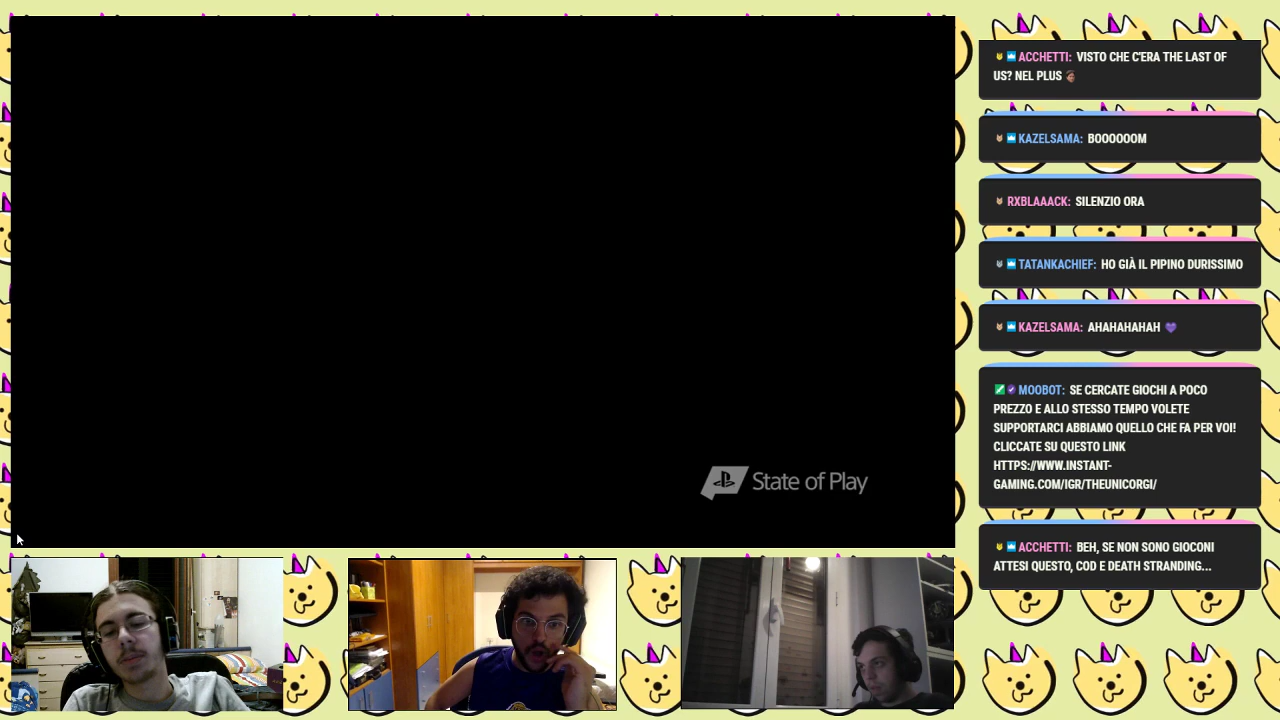 ACCHETTI: VISTO CHE C'ERA THE LAST OF
US? NEL PLUS
KAZELSAMA: BOOOOOOM
RXBLAAACK: SILENZIO ORA
TATANKACHIEF: HO GIÀ IL PIPINO DURISSIMO
KAZELSAMA: AHAHAHAHAH
MOOBOT: SE CERCATE GIOCHI A POCO
PREZZO E ALLO STESSO TEMPO VOLETE
SUPPORTARCI ABBIAMO QUELLO CHE FA PER VOI!
CLICCATE SU QUESTO LINK
HTTPS://WWW.INSTANT-
GAMING.COM/IGR/THEUNICORGI/
ACCHETTI: BEH, SE NON SONO GIOCONI
ATTESI QUESTO, COD E DEATH STRANDING...
State of Play